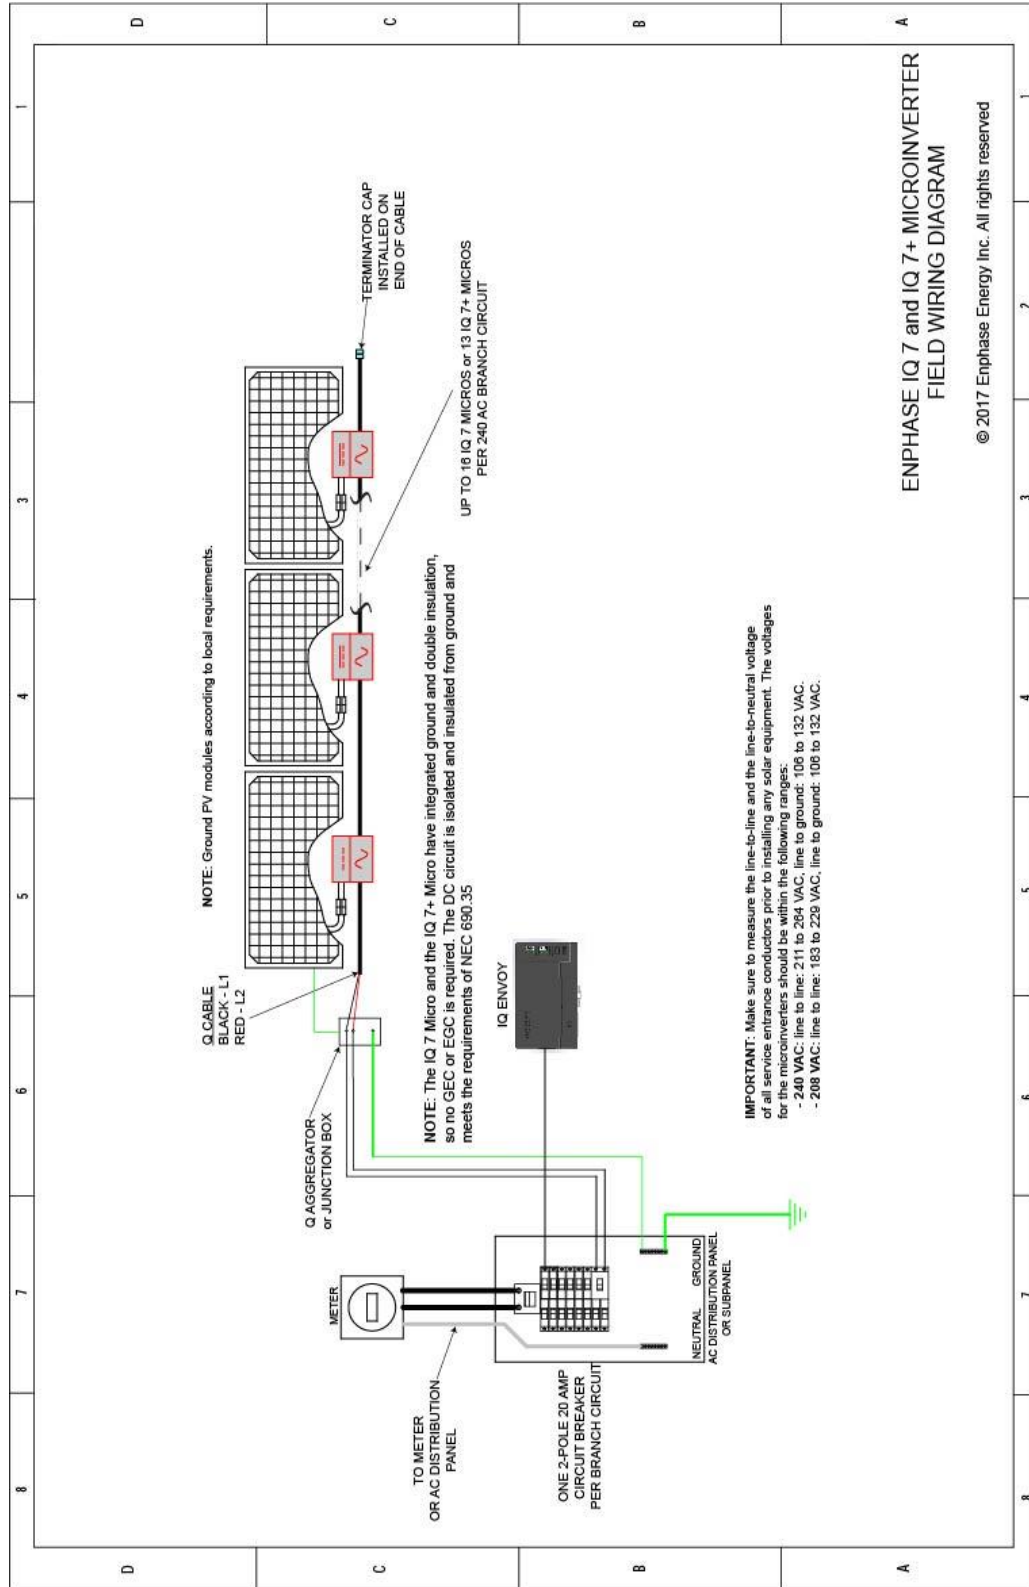 8 7 6 5 4 3 2 1
D
C
B
A
NOTE: Ground PV modules according to local requirements.
Q CABLE
BLACK - L1
RED - L2
Q AGGREGATOR
or JUNCTION BOX
TERMINATOR CAP
INSTALLED ON
END OF CABLE
UP TO 16 IQ 7 MICROS or 13 IQ 7+ MICROS
PER 240 AC BRANCH CIRCUIT
METER
NOTE: The IQ 7 Micro and the IQ 7+ Micro have integrated ground and double insulation,
so no GEC or EGC is required. The DC circuit is isolated and insulated from ground and
meets the requirements of NEC 690.35
TO METER
OR AC DISTRIBUTION
PANEL
IQ ENVOY
ONE 2-POLE 20 AMP
CIRCUIT BREAKER
PER BRANCH CIRCUIT
NEUTRAL GROUND
AC DISTRIBUTION PANEL
OR SUBPANEL
IMPORTANT: Make sure to measure the line-to-line and the line-to-neutral voltage
of all service entrance conductors prior to installing any solar equipment. The voltages
for the microinverters should be within the following ranges:
- 240 VAC: line to line: 211 to 264 VAC, line to ground: 106 to 132 VAC.
- 208 VAC: line to line: 183 to 229 VAC, line to ground: 106 to 132 VAC.
ENPHASE IQ 7 and IQ 7+ MICROINVERTER
FIELD WIRING DIAGRAM
© 2017 Enphase Energy Inc. All rights reserved
D
C
B
A
8 7 6 5 4 3 2 1